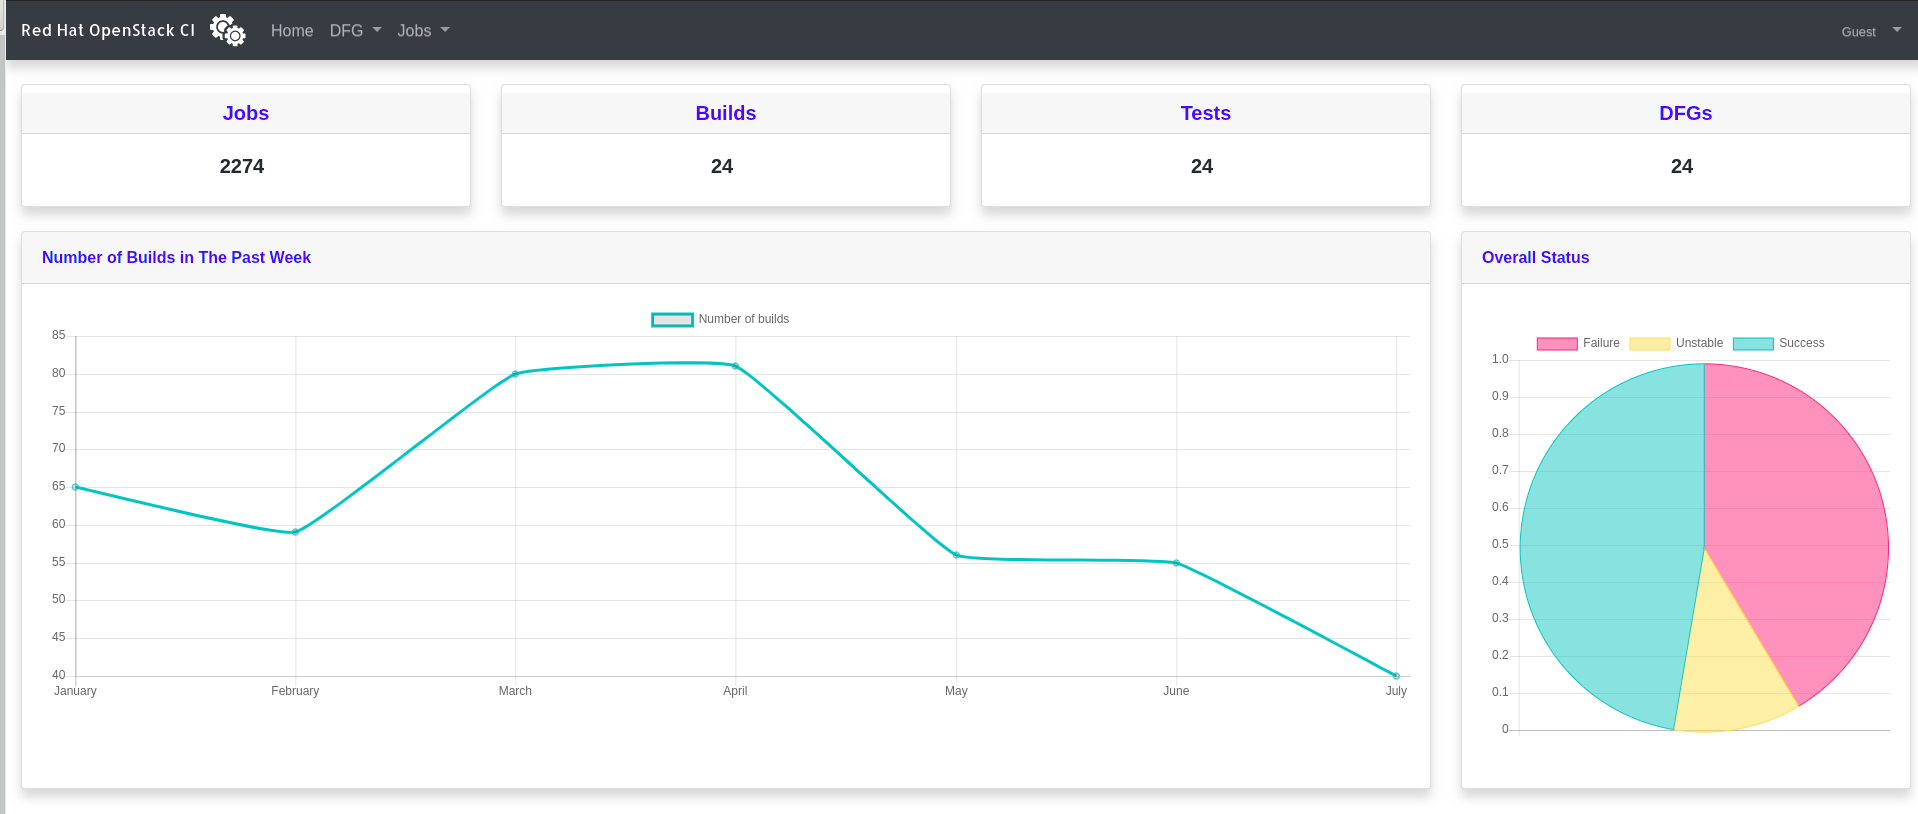 Red Hat OpenStack CI Home DFG Jobs Guest
Jobs Builds Tests DFGs
2274 24 24 24
Number of Builds in The Past Week
Number of builds
85
80
75
70
65
60
55
50
45
40
January February March April May June July
Overall Status
Failure Unstable Success
1.0
0.9
0.8
0.7
0.6
0.5
0.4
0.3
0.2
0.1
0